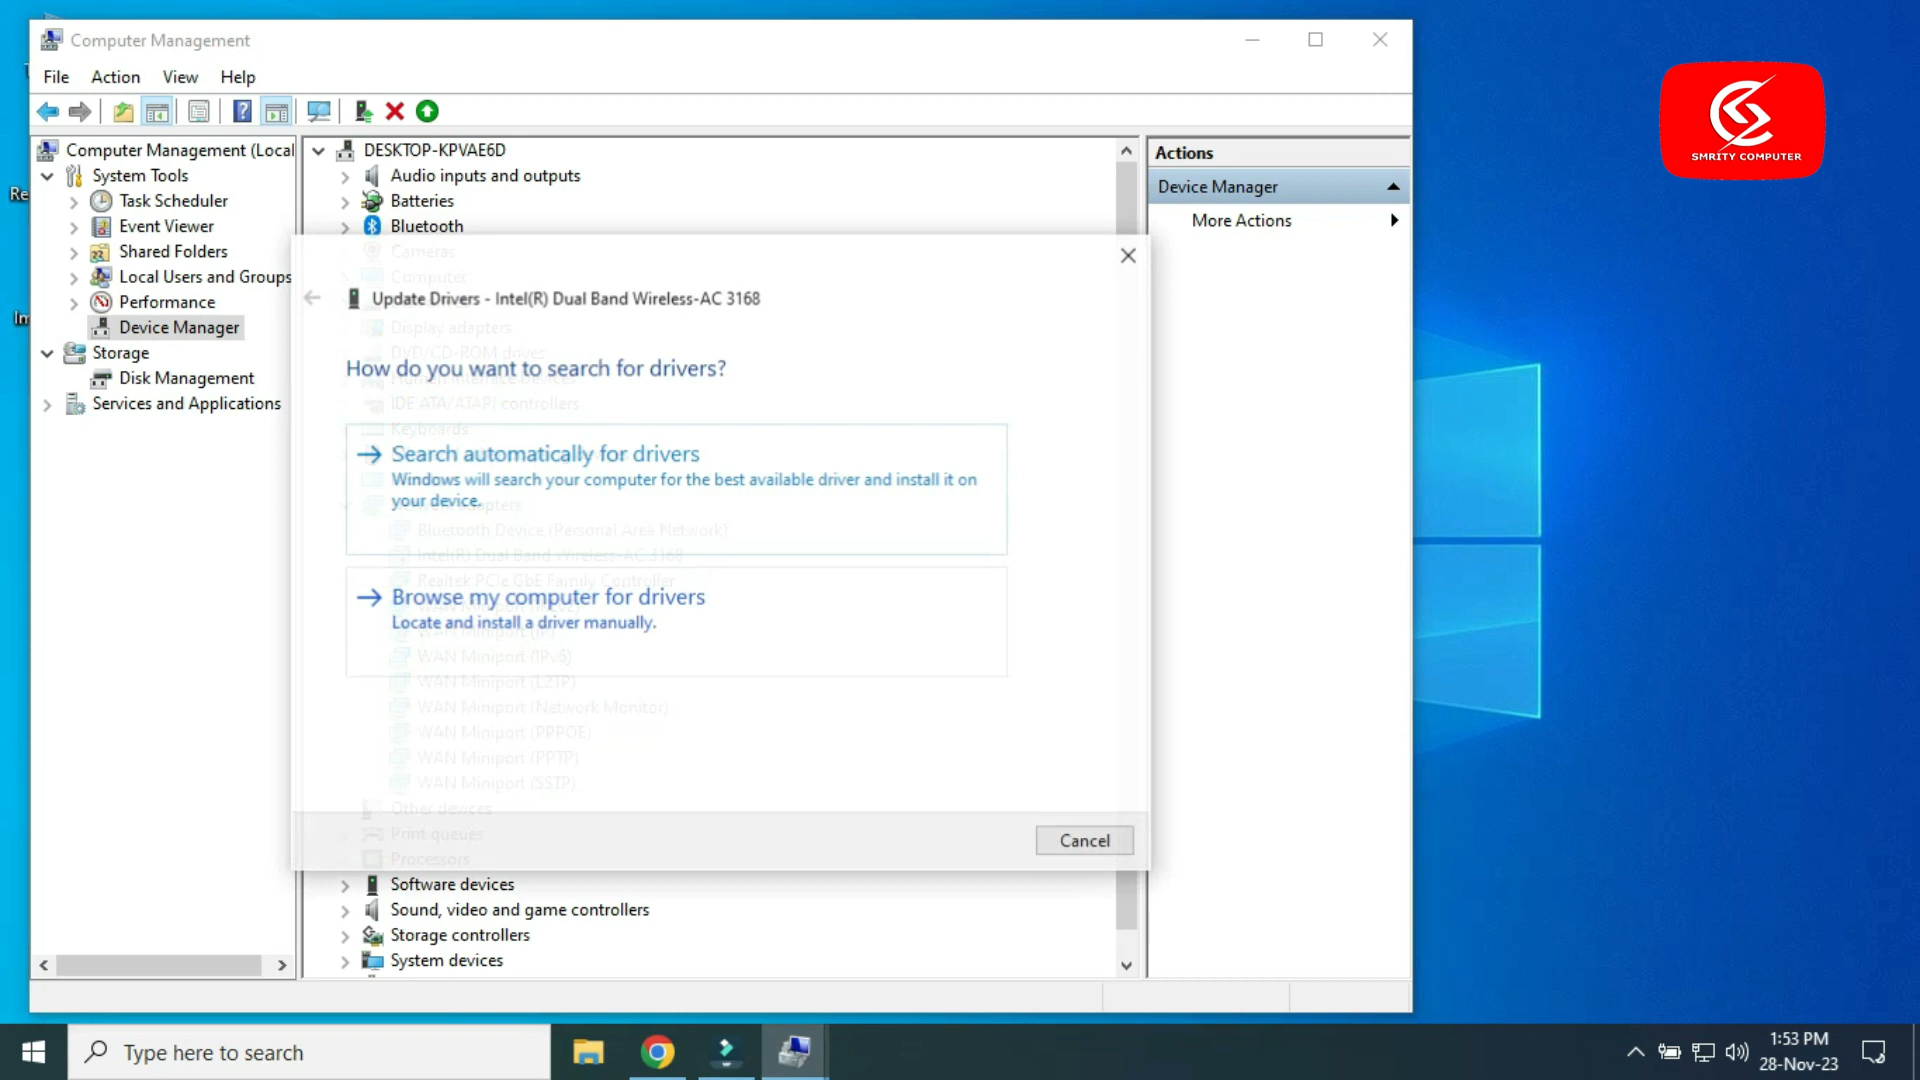 Computer Management
File Action View Help
Computer Management (Local
System Tools
Task Scheduler
Event Viewer
Shared Folders
Local Users and Groups
Performance
Device Manager
Storage
Disk Management
Services and Applications
DESKTOP-KPVAE6D
Audio inputs and outputs
Batteries
Bluetooth
Cameras
Computer
Update Drivers - Intel(R) Dual Band Wireless-AC 3168
Display adapters
DVD/CD-ROM drives
How do you want to search for drivers?
Human Interface Devices
IDE ATA/ATAPI controllers
Keyboards
Search automatically for drivers
Windows will search your computer for the best available driver and install it on
your device.
Bluetooth Device (Personal Area Network)
Intel(R) Dual Band Wireless-AC 3168
Realtek PCIe GbE Family Controller
Browse my computer for drivers
Locate and install a driver manually.
WAN Miniport (IP)
WAN Miniport (IPv6)
WAN Miniport (L2TP)
WAN Miniport (Network Monitor)
WAN Miniport (PPPOE)
WAN Miniport (PPTP)
WAN Miniport (SSTP)
Other devices
Print queues
Processors
Cancel
Software devices
Sound, video and game controllers
Storage controllers
System devices
Actions
Device Manager
More Actions
SMRITY COMPUTER
Re
Im
Type here to search
1:53 PM
28-Nov-23